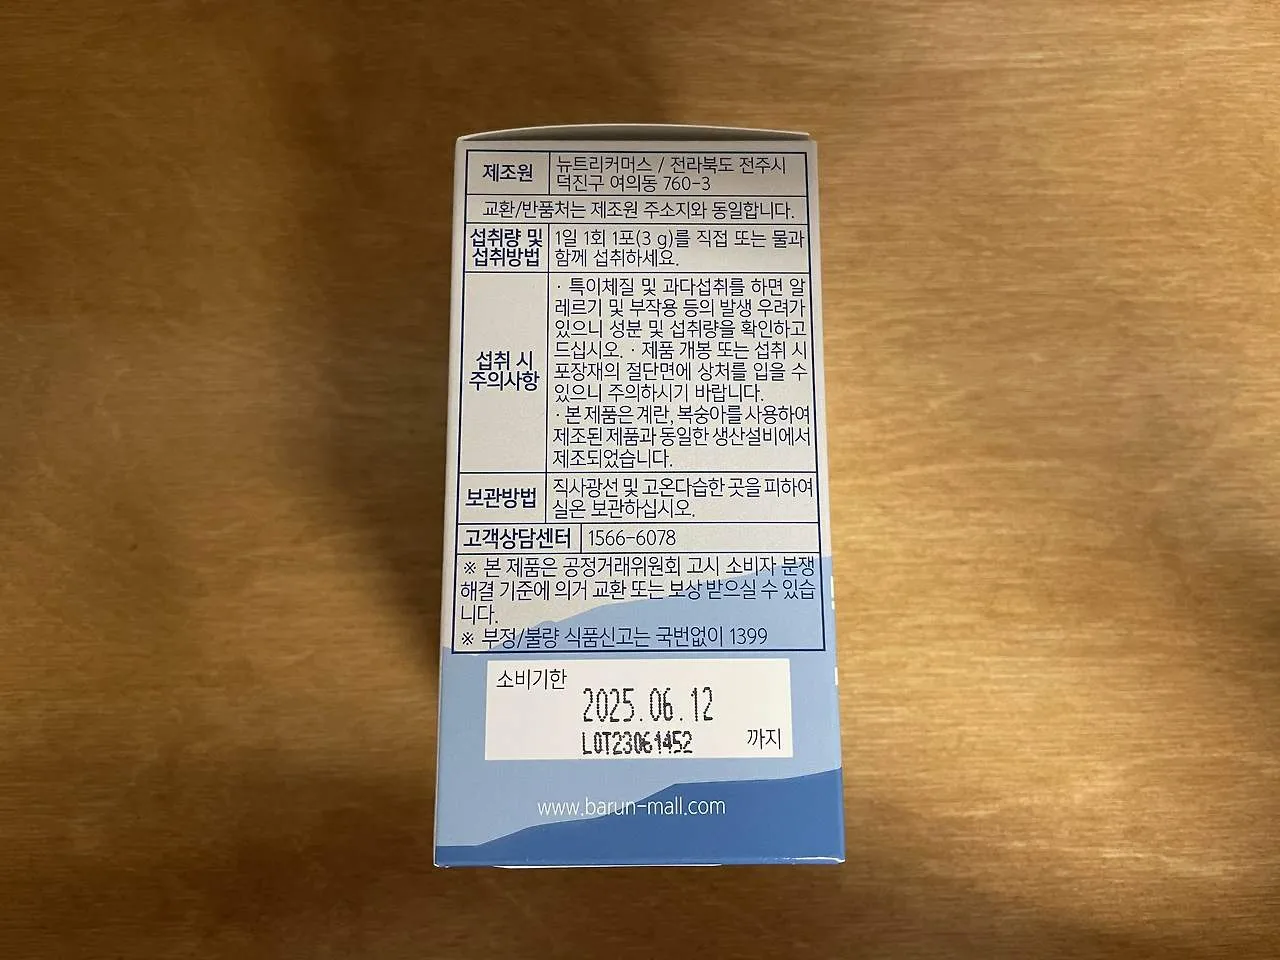 제조원
뉴트리커머스 / 전라북도 전주시
덕진구 여의동 760-3
교환/반품처는 제조원 주소지와 동일합니다.
섭취량 및
섭취방법
1일 1회 1포(3 g)를 직접 또는 물과
함께 섭취하세요.
섭취 시
주의사항
· 특이체질 및 과다섭취를 하면 알
레르기 및 부작용 등의 발생 우려가
있으니 성분 및 섭취량을 확인하고
드십시오. · 제품 개봉 또는 섭취 시
포장재의 절단면에 상처를 입을 수
있으니 주의하시기 바랍니다.
· 본 제품은 계란, 복숭아를 사용하여
제조된 제품과 동일한 생산설비에서
제조되었습니다.
보관방법
직사광선 및 고온다습한 곳을 피하여
실온 보관하십시오.
고객상담센터 1566-6078
※ 본 제품은 공정거래위원회 고시 소비자 분쟁
해결 기준에 의거 교환 또는 보상 받으실 수 있습
니다.
※ 부정/불량 식품신고는 국번없이 1399
소비기한
2025.06.12
LOT23061452
까지
www.barun-mall.com